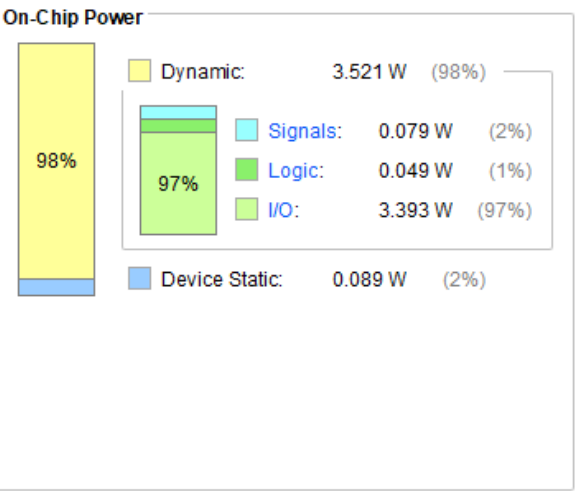 On-Chip Power
Dynamic: 3.521 W (98%)
98%
Signals: 0.079 W (2%)
Logic: 0.049 W (1%)
97%
I/O: 3.393 W (97%)
Device Static: 0.089 W (2%)